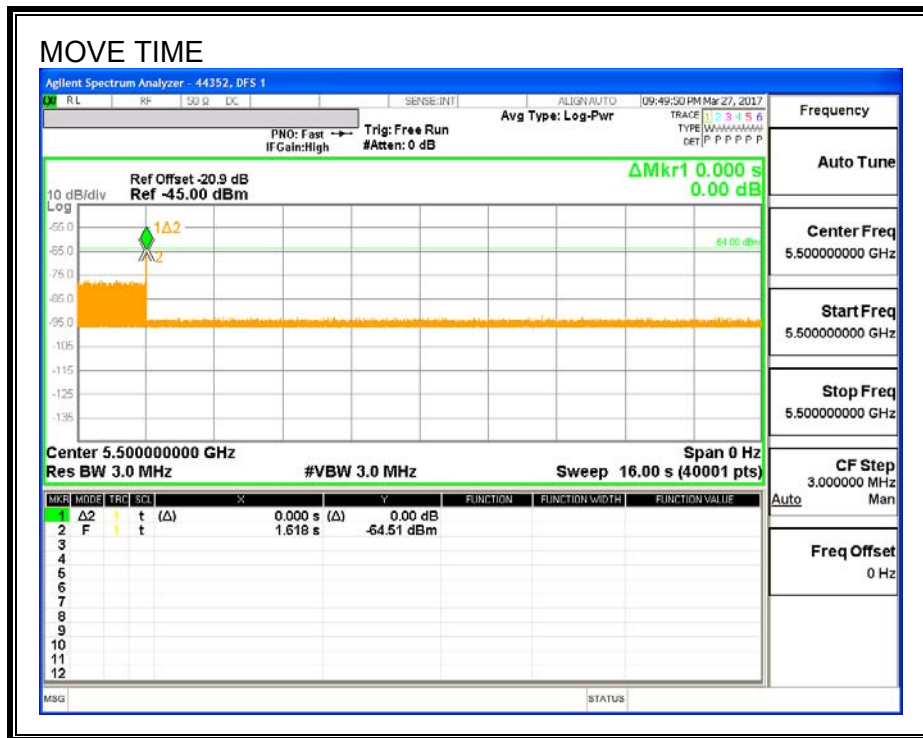 MOVE TIME
Agilent Spectrum Analyzer - 44352, DFS 1
LXI RL RF 50 Ω DC SENSE:INT ALIGN AUTO 09:49:50 PM Mar 27, 2017
PNO: Fast
IFGain:High
Trig: Free Run
#Atten: 0 dB
Avg Type: Log-Pwr
TRACE 1 2 3 4 5 6
TYPE WWWWWW
DET P P P P P P
Ref Offset -20.9 dB
10 dB/div Ref -45.00 dBm
Log
ΔMkr1 0.000 s
0.00 dB
-55.0
-65.0
-75.0
-85.0
-95.0
-105
-115
-125
-135
1Δ2
2
-64.00 dBm
Center 5.500000000 GHz Span 0 Hz
Res BW 3.0 MHz #VBW 3.0 MHz Sweep 16.00 s (40001 pts)
MKR MODE TRC SCL X Y FUNCTION FUNCTION WIDTH FUNCTION VALUE
1 Δ2 1 t (Δ) 0.000 s (Δ) 0.00 dB
2 F 1 t 1.618 s -64.51 dBm
3
4
5
6
7
8
9
10
11
12
MSG STATUS
Frequency
Auto Tune
Center Freq
5.500000000 GHz
Start Freq
5.500000000 GHz
Stop Freq
5.500000000 GHz
CF Step
3.000000 MHz
Auto Man
Freq Offset
0 Hz